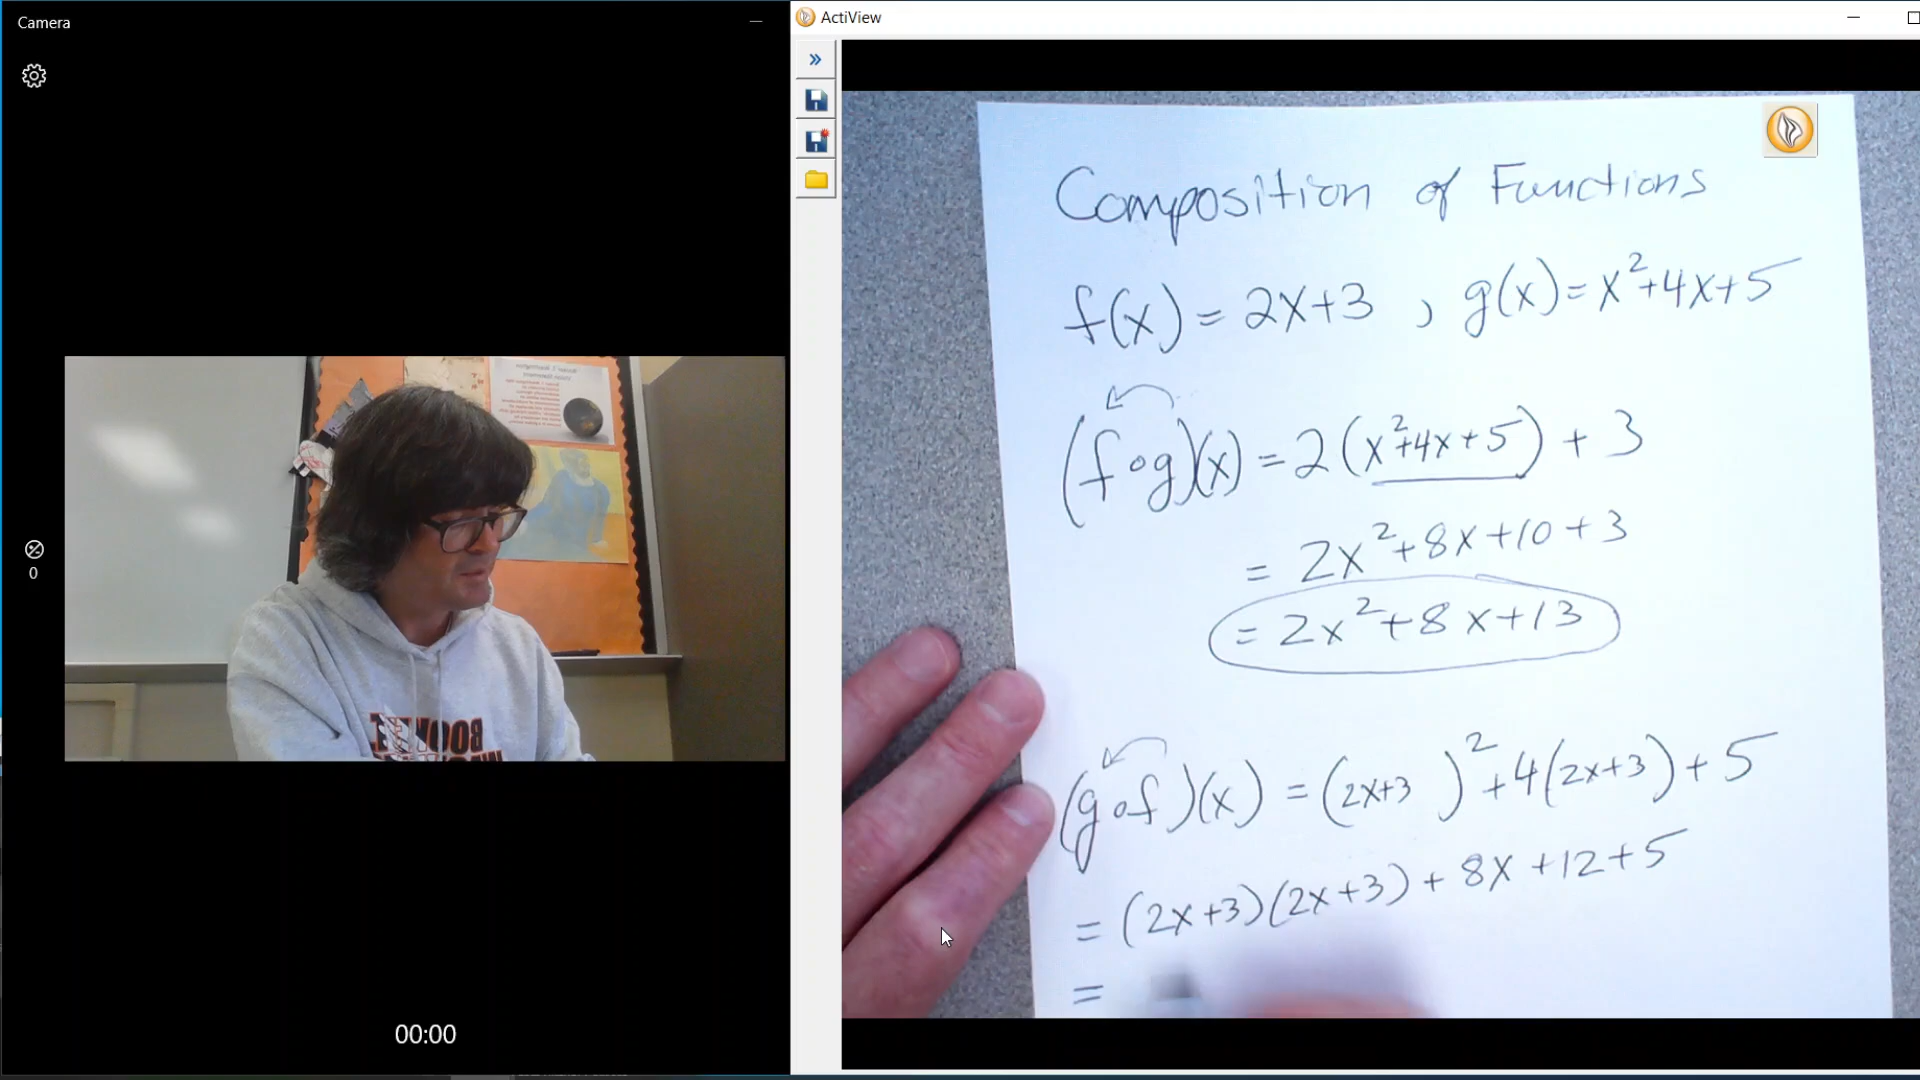 Camera
ActiView
0
00:00
Composition of Functions
f(x) = 2x+3 , g(x) = x²+4x+5
(f∘g)(x) = 2(x²+4x+5) + 3
= 2x²+8x+10+3
= 2x²+8x+13
(g∘f)(x) = (2x+3 )²+4(2x+3)+5
= (2x+3)(2x+3) + 8x +12+5
=